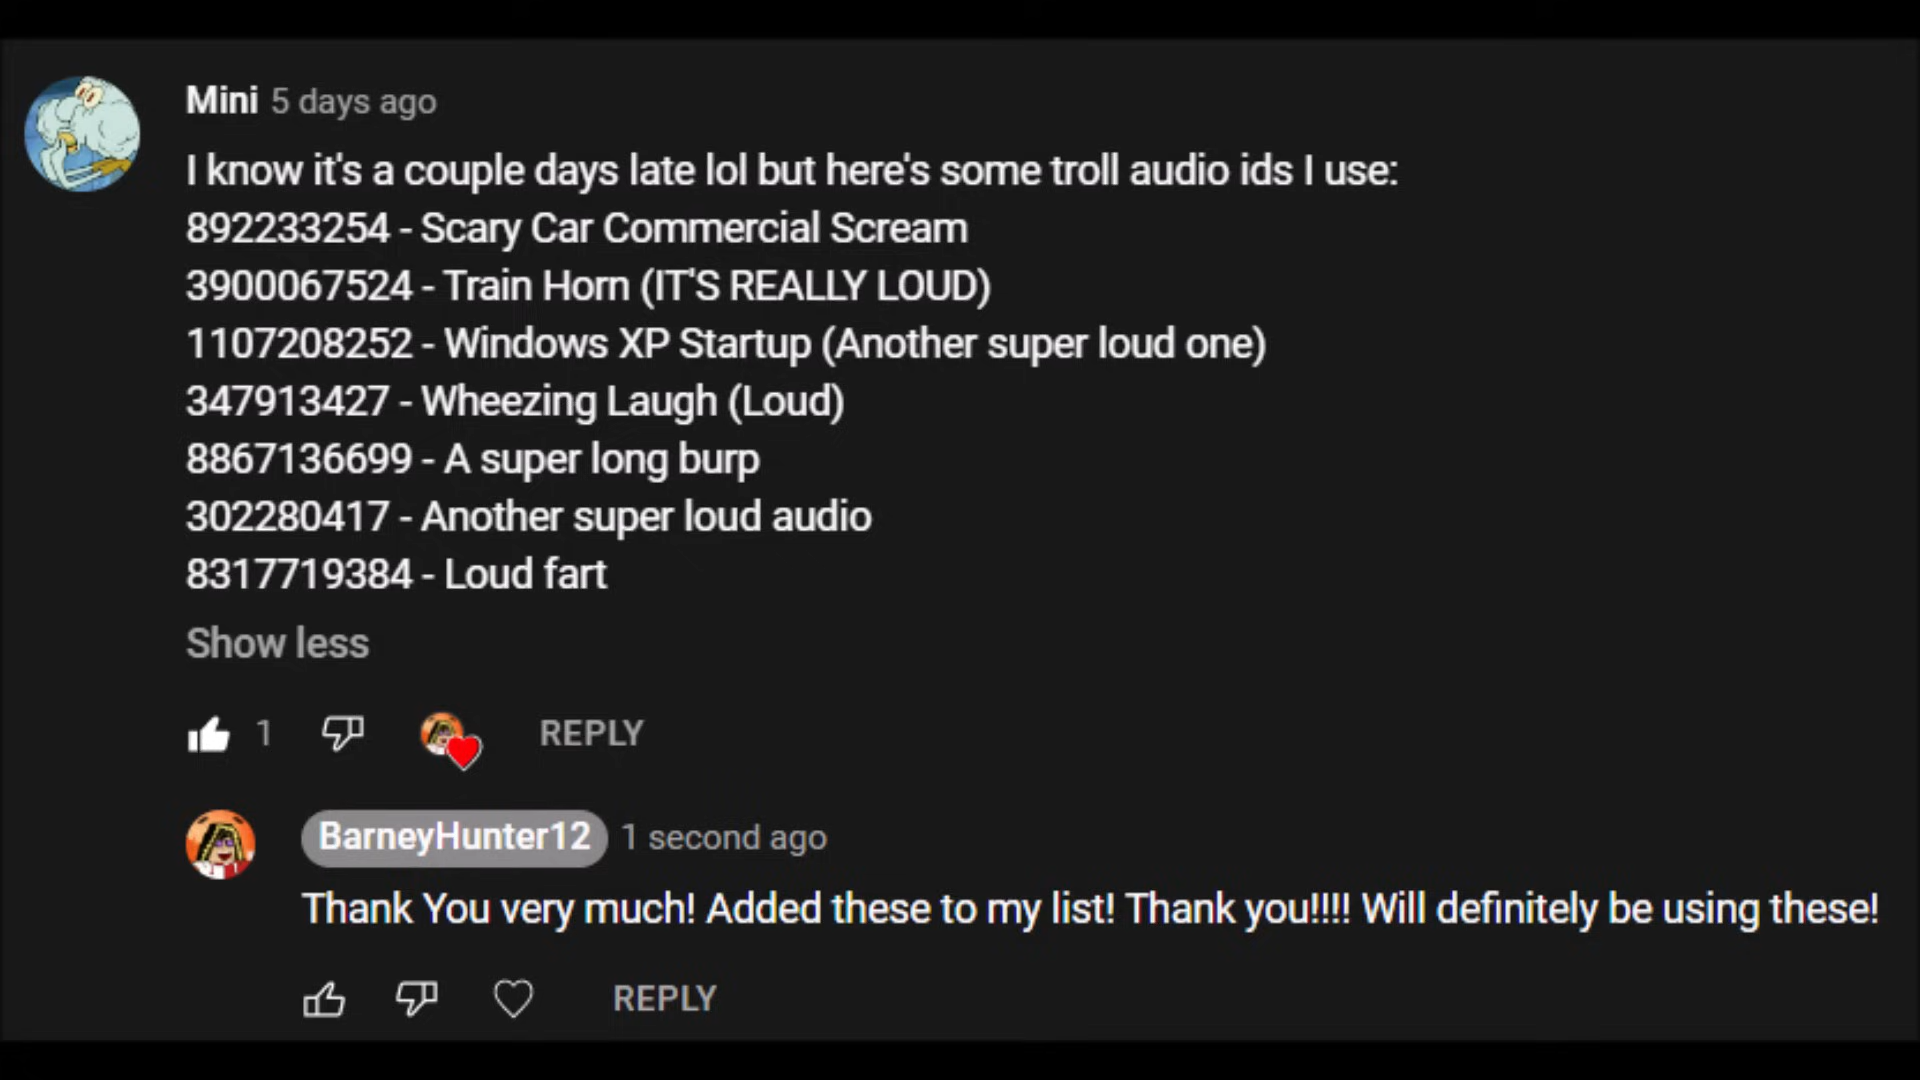 Mini 5 days ago
I know it's a couple days late lol but here's some troll audio ids I use:
892233254 - Scary Car Commercial Scream
3900067524 - Train Horn (IT'S REALLY LOUD)
1107208252 - Windows XP Startup (Another super loud one)
347913427 - Wheezing Laugh (Loud)
8867136699 - A super long burp
302280417 - Another super loud audio
8317719384 - Loud fart
Show less
1 REPLY
BarneyHunter12 1 second ago
Thank You very much! Added these to my list! Thank you!!!! Will definitely be using these!
REPLY